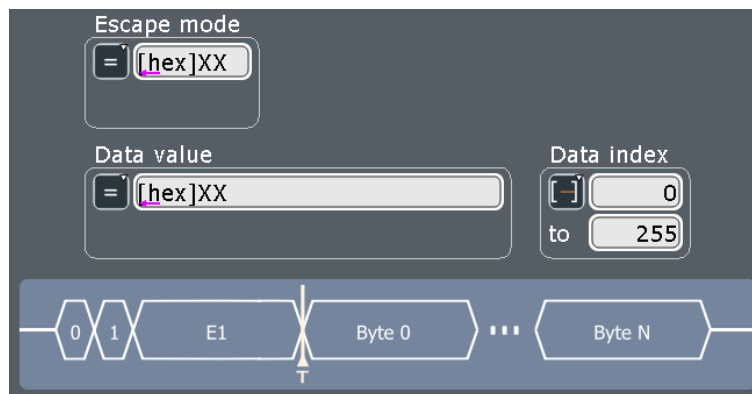 Escape mode
= [hex]XX
Data value Data index
= [hex]XX 0
to 255
0 1 E1 Byte 0 Byte N
T